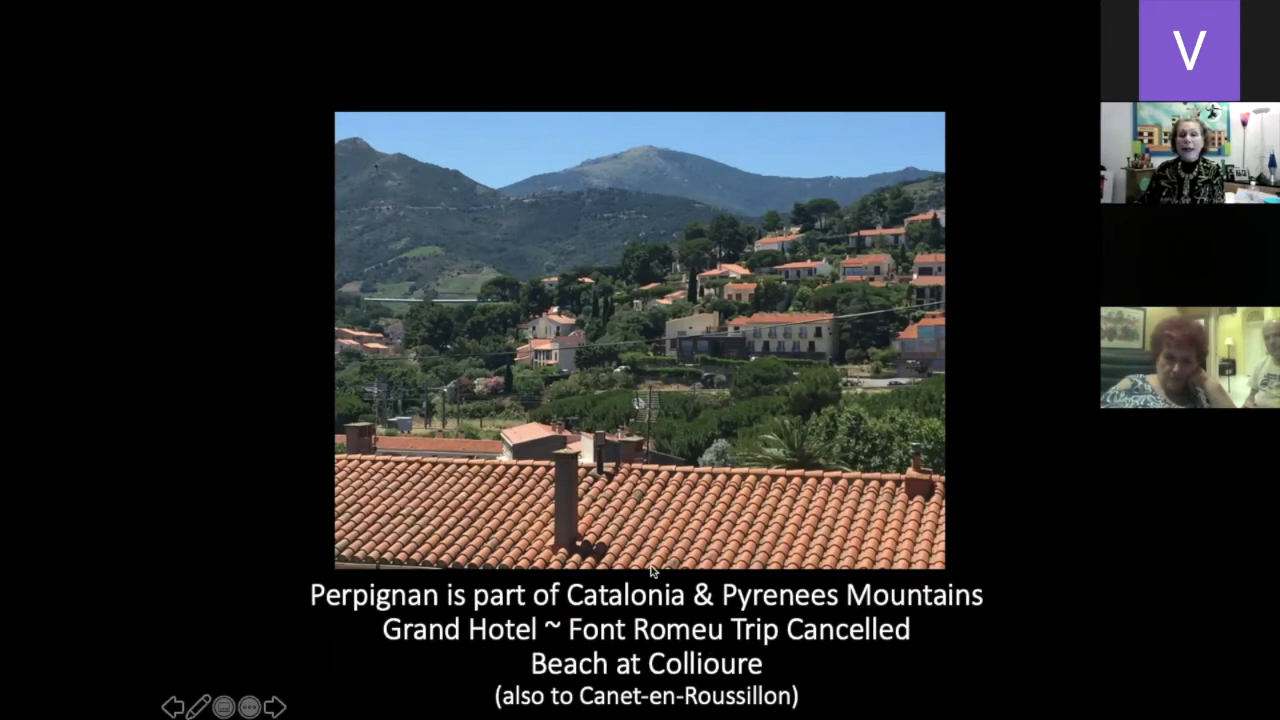 V
Perpignan is part of Catalonia & Pyrenees Mountains
Grand Hotel ~ Font Romeu Trip Cancelled
Beach at Collioure
(also to Canet-en-Roussillon)